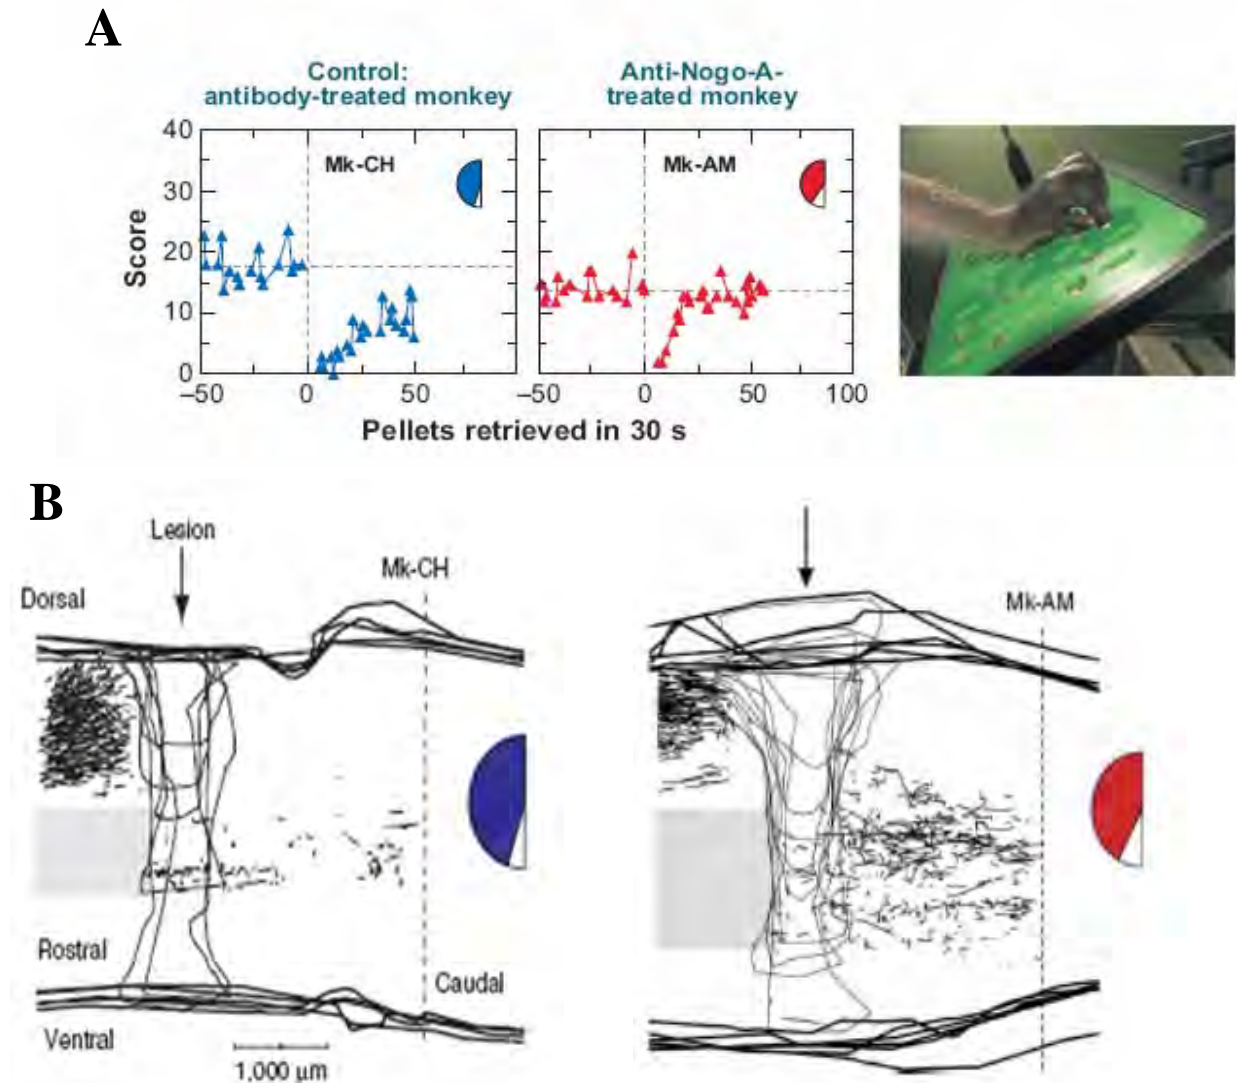 A
Control:
antibody-treated monkey
Anti-Nogo-A-
treated monkey
40
30
20
10
0
Score
Mk-CH
Mk-AM
–50
0
50
–50
0
50
100
Pellets retrieved in 30 s
B
Lesion
Mk-CH
Dorsal
Mk-AM
Rostral
Caudal
Ventral
1,000 µm